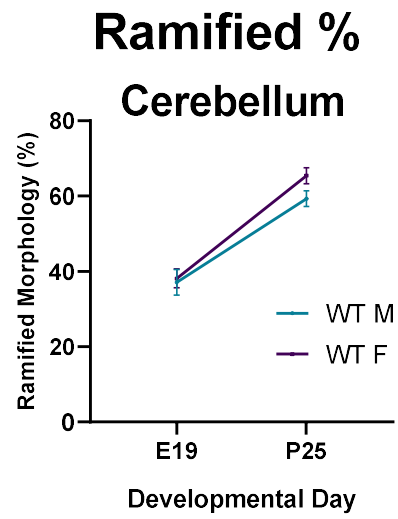 Ramified %
Cerebellum
Ramified Morphology (%)
80
60
40
20
0
WT M
WT F
E19 P25
Developmental Day